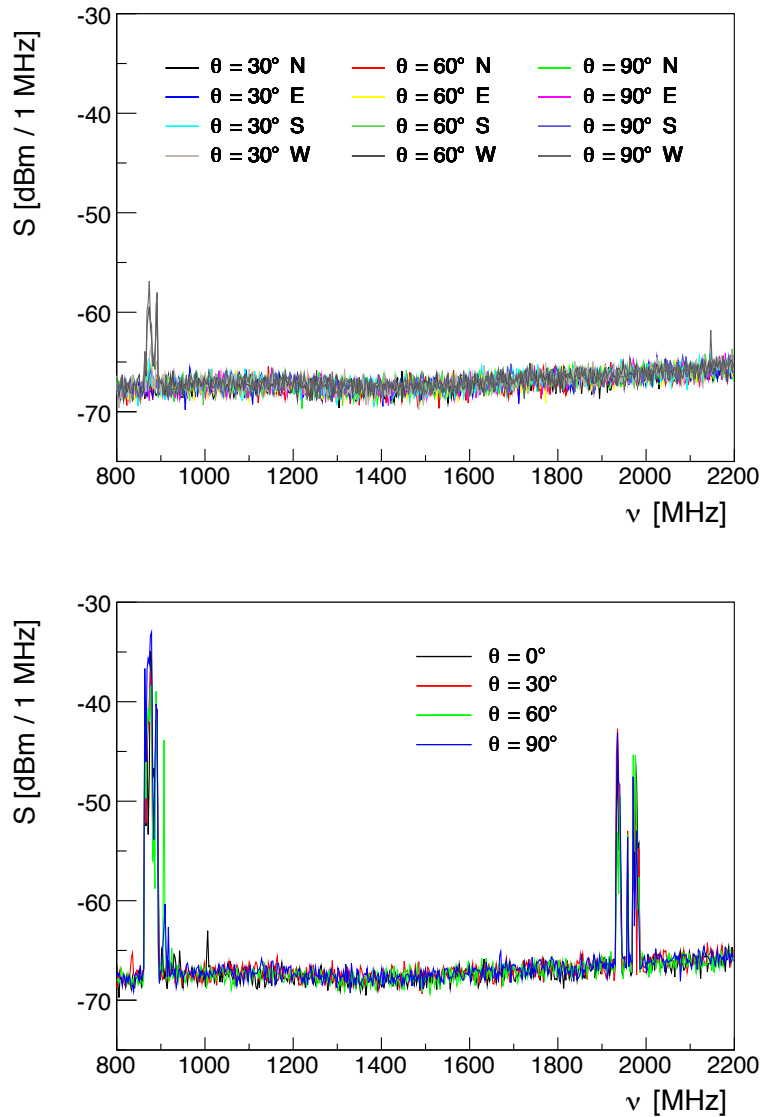 S [dBm / 1 MHz]
-30
-40
-50
-60
-70
θ = 30° N
θ = 60° N
θ = 90° N
θ = 30° E
θ = 60° E
θ = 90° E
θ = 30° S
θ = 60° S
θ = 90° S
θ = 30° W
θ = 60° W
θ = 90° W
800 1000 1200 1400 1600 1800 2000 2200
ν [MHz]
S [dBm / 1 MHz]
-30
-40
-50
-60
-70
θ = 0°
θ = 30°
θ = 60°
θ = 90°
800 1000 1200 1400 1600 1800 2000 2200
ν [MHz]